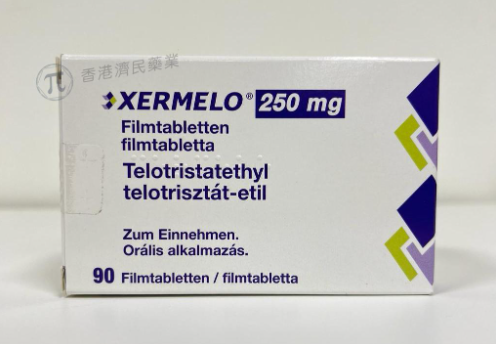 香港濟民藥業
XERMELO® 250 mg
Filmtabletten
filmtabletta
Telotristatethyl
telotrisztát-etil
Zum Einnehmen.
Orális alkalmazás.
90 Filmtabletten / filmtabletta